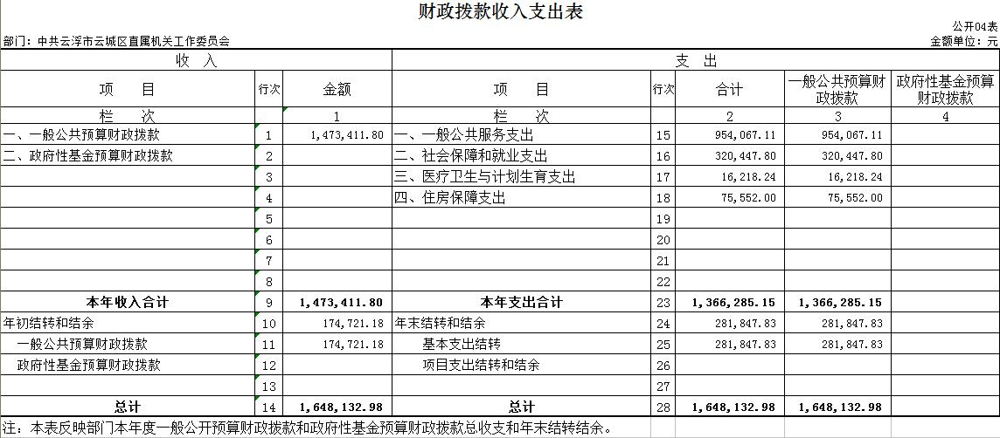 财政拨款收入支出表
公开04表
部门：中共云浮市云城区直属机关工作委员会 金额单位：元
收 入 支 出
项 目 行次 金额 项 目 行次 合计 一般公共预算财政拨款 政府性基金预算财政拨款
栏 次 1 栏 次 2 3 4
一、一般公共预算财政拨款 1 1,473,411.80 一、一般公共服务支出 15 954,067.11 954,067.11
二、政府性基金预算财政拨款 2 二、社会保障和就业支出 16 320,447.80 320,447.80
3 三、医疗卫生与计划生育支出 17 16,218.24 16,218.24
4 四、住房保障支出 18 75,552.00 75,552.00
5 19
6 20
7 21
8 22
本年收入合计 9 1,473,411.80 本年支出合计 23 1,366,285.15 1,366,285.15
年初结转和结余 10 174,721.18 年末结转和结余 24 281,847.83 281,847.83
一般公共预算财政拨款 11 174,721.18 基本支出结转 25 281,847.83 281,847.83
政府性基金预算财政拨款 12 项目支出结转和结余 26
13 27
总计 14 1,648,132.98 总计 28 1,648,132.98 1,648,132.98
注：本表反映部门本年度一般公开预算财政拨款和政府性基金预算财政拨款总收支和年末结转结余。